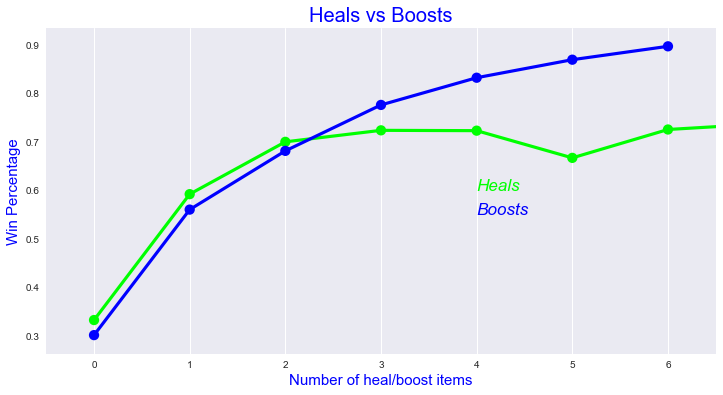 Heals vs Boosts
Win Percentage
0.9
0.8
0.7
0.6
0.5
0.4
0.3
Heals
Boosts
0 1 2 3 4 5 6
Number of heal/boost items